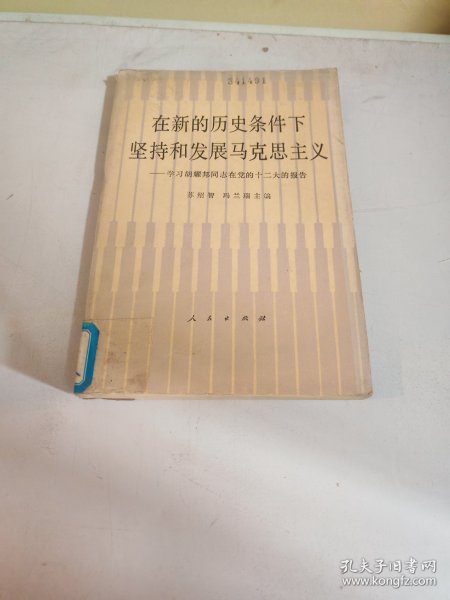 341491
在新的历史条件下
坚持和发展马克思主义
——学习胡耀邦同志在党的十二大的报告
苏绍智 冯兰瑞主编
人民出版社
孔夫子旧书网
www.kongfz.com